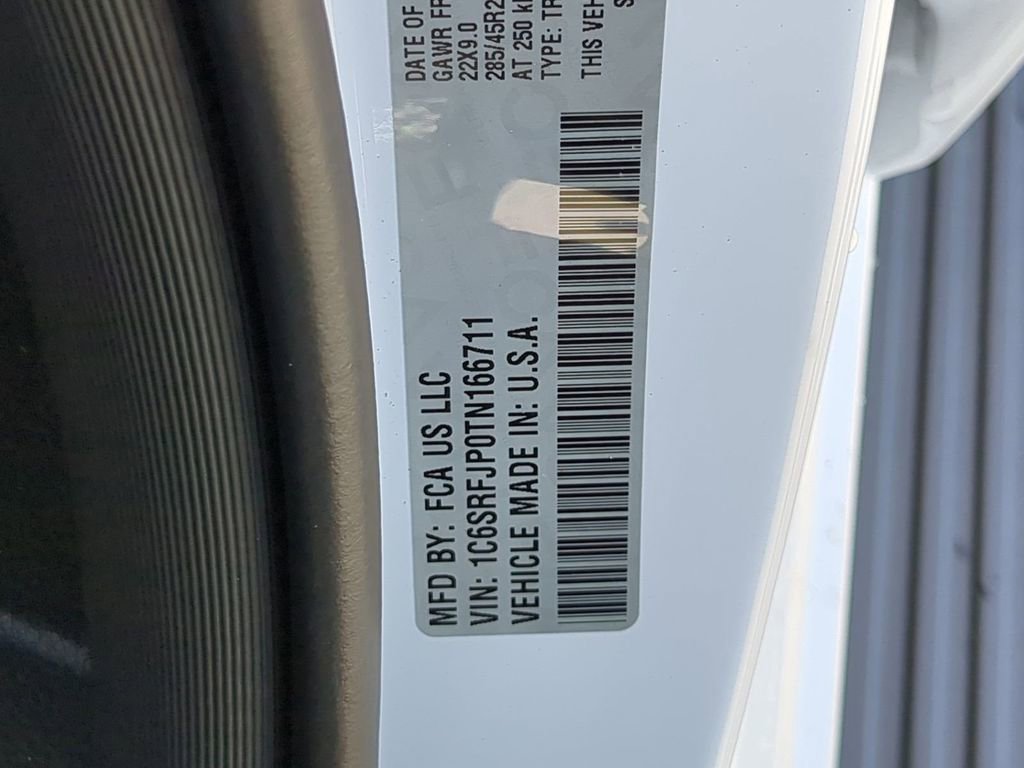 MFD BY: FCA US LLC
DATE OF
VIN: 1C6SRFJP0TN166711
GAWR FR
22X9.0
VEHICLE MADE IN: U.S.A.
285/45R2
AT 250 k
TYPE: TR
THIS VEH